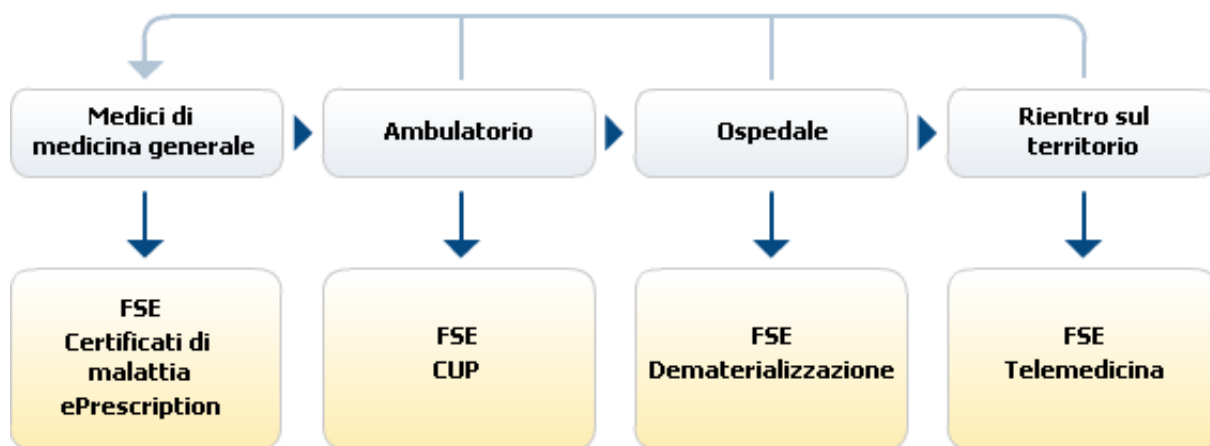 Medici di
medicina generale
Ambulatorio
Ospedale
Rientro sul
territorio
FSE
Certificati di
malattia
ePrescription
FSE
CUP
FSE
Dematerializzazione
FSE
Telemedicina